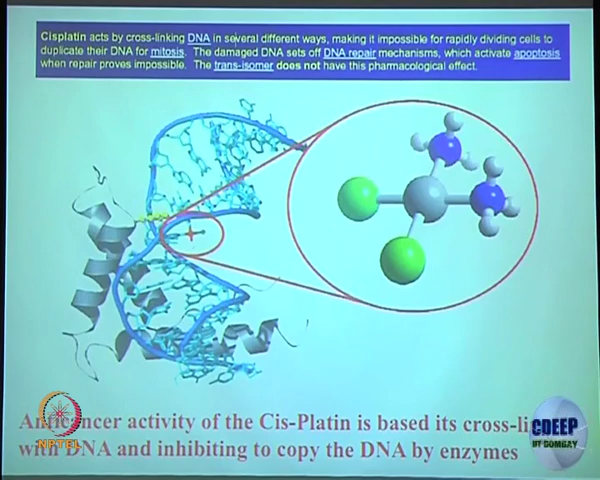 Cisplatin acts by cross-linking DNA in several different ways, making it impossible for rapidly dividing cells to
duplicate their DNA for mitosis. The damaged DNA sets off DNA repair mechanisms, which activate apoptosis
when repair proves impossible. The trans-isomer does not have this pharmacological effect.
Anticancer activity of the Cis-Platin is based its cross-li
with DNA and inhibiting to copy the DNA by enzymes
NPTEL
CDEEP
IIT BOMBAY